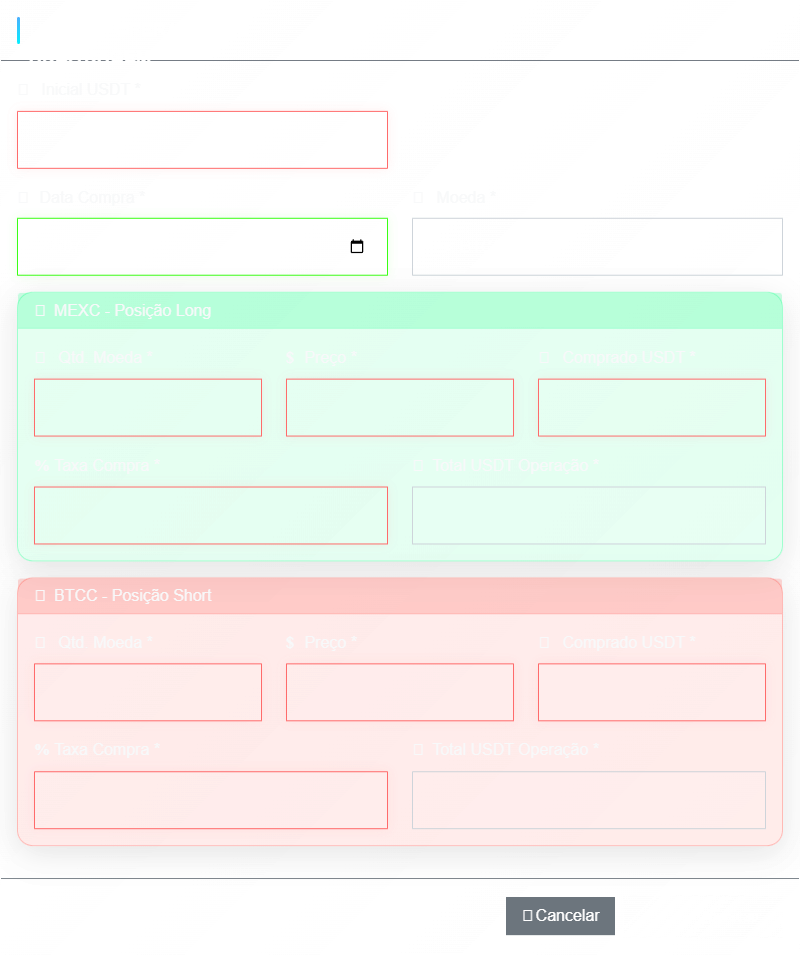 Inicial USDT *
Data Compra *
Moeda *
MEXC - Posição Long
Qtd. Moeda *
$ Preço *
Comprado USDT *
% Taxa Compra *
Total USDT Operação *
BTCC - Posição Short
Qtd. Moeda *
$ Preço *
Comprado USDT *
% Taxa Compra *
Total USDT Operação *
Cancelar